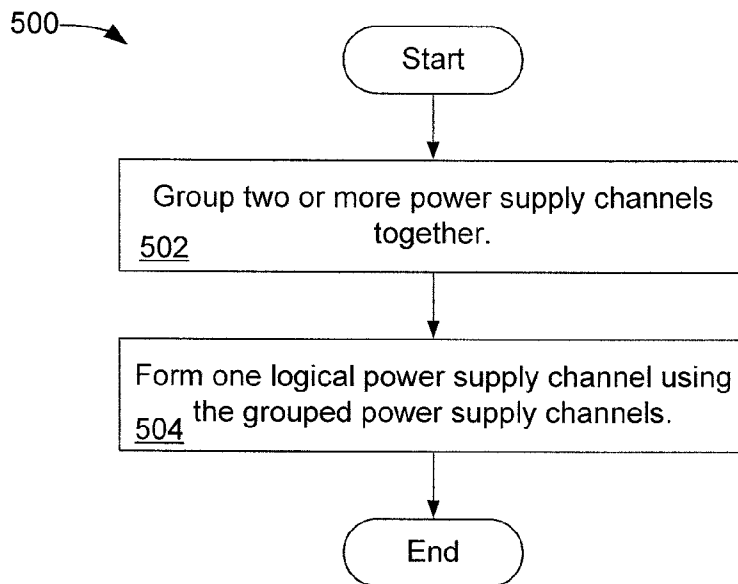 500
Start
Group two or more power supply channels
together.
502
Form one logical power supply channel using
the grouped power supply channels.
504
End